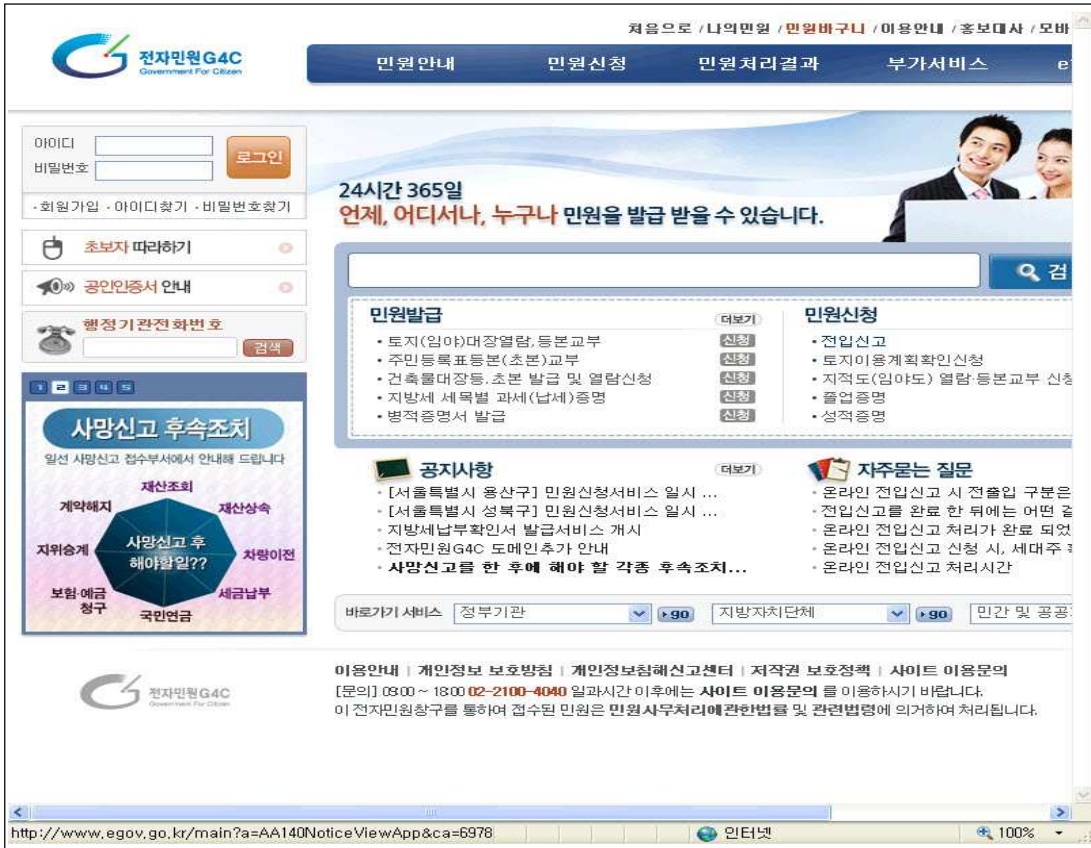 처음으로 /나의민원 /민원바구니 /이용안내 /홍보대사 /모바
전자민원G4C
Government For Citizen
민원안내 민원신청 민원처리결과 부가서비스
아이디
비밀번호
로그인
·회원가입 ·아이디찾기 ·비밀번호찾기
초보자 따라하기
공인인증서 안내
행정기관전화번호
검색
1 2 3 4 5
사망신고 후속조치
일선 사망신고 접수부서에서 안내해 드립니다
재산조회
계약해지
재산상속
지위승계
사망신고 후
해야할일??
차량이전
보험·예금
청구
세금납부
국민연금
24시간 365일
언제, 어디서나, 누구나 민원을 발급 받을 수 있습니다.
검
민원발급 더보기
• 토지(임야)대장열람,등본교부 신청
• 주민등록표등본(초본)교부 신청
• 건축물대장등.초본 발급 및 열람신청 신청
• 지방세 세목별 과세(납세)증명 신청
• 병적증명서 발급 신청
민원신청
• 전입신고
• 토지이용계획확인신청
• 지적도(임야도) 열람·등본교부 신청
• 졸업증명
• 성적증명
공지사항 더보기
· [서울특별시 용산구] 민원신청서비스 일시 ...
· [서울특별시 성북구] 민원신청서비스 일시 ...
· 지방세납부확인서 발급서비스 개시
· 전자민원G4C 도메인추가 안내
· 사망신고를 한 후에 해야 할 각종 후속조치...
자주묻는 질문
· 온라인 전입신고 시 전출입 구분은
· 전입신고를 완료 한 뒤에는 어떤 결
· 온라인 전입신고 처리가 완료 되었
· 온라인 전입신고 신청 시, 세대주
· 온라인 전입신고 처리시간
바로가기 서비스 정부기관 go 지방자치단체 go 민간 및 공공
전자민원G4C
Government For Citizen
이용안내 | 개인정보 보호방침 | 개인정보침해신고센터 | 저작권 보호정책 | 사이트 이용문의
[문의] 09:00 ~ 18:00 02-2100-4040 일과시간 이후에는 사이트 이용문의 를 이용하시기 바랍니다.
이 전자민원창구를 통하여 접수된 민원은 민원사무처리에관한법률 및 관련법령에 의거하여 처리됩니다.
http://www.egov.go.kr/main?a=AA140NoticeViewApp&ca=6978 인터넷 100%